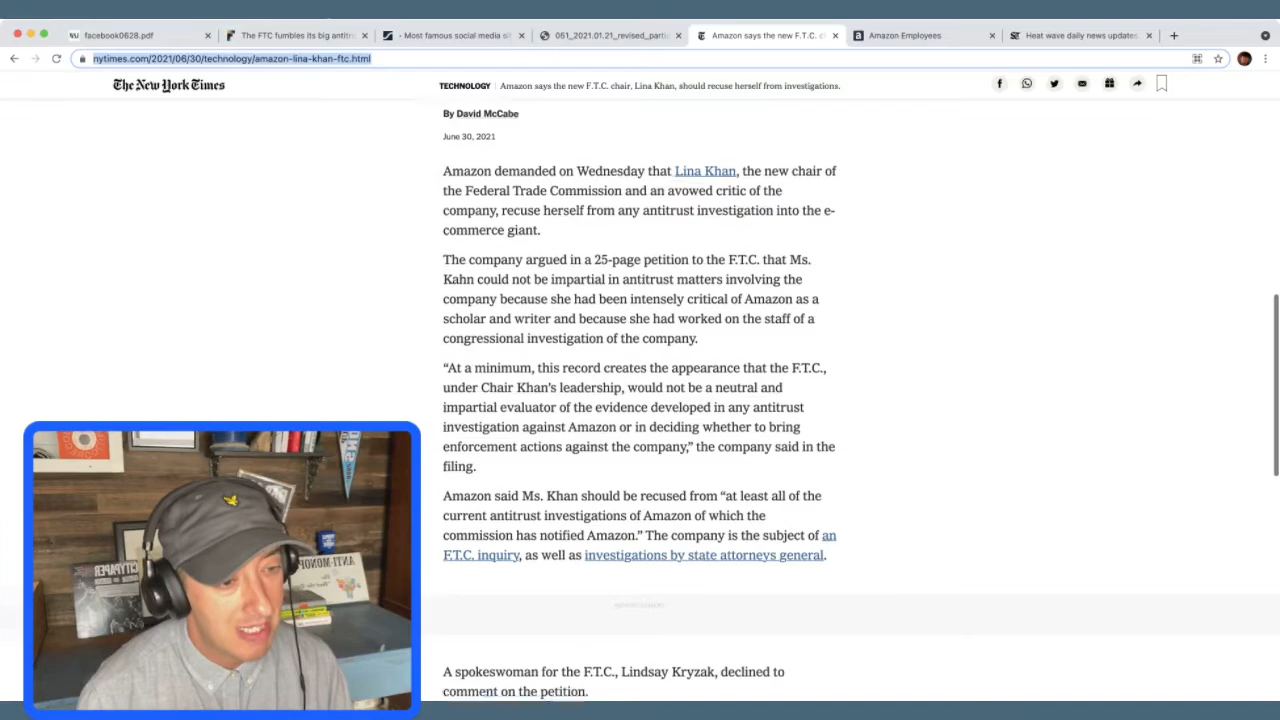 facebook0628.pdf
The FTC fumbles its big antitr
- Most famous social media si
051_2021.01.21_revised_parti
Amazon says the new F.T.C. c
Amazon Employees
Heat wave daily news updates
nytimes.com/2021/06/30/technology/amazon-lina-khan-ftc.html
The New York Times
TECHNOLOGY | Amazon says the new F.T.C. chair, Lina Khan, should recuse herself from investigations.
By David McCabe
June 30, 2021
Amazon demanded on Wednesday that Lina Khan, the new chair of
the Federal Trade Commission and an avowed critic of the
company, recuse herself from any antitrust investigation into the e-
commerce giant.
The company argued in a 25-page petition to the F.T.C. that Ms.
Kahn could not be impartial in antitrust matters involving the
company because she had been intensely critical of Amazon as a
scholar and writer and because she had worked on the staff of a
congressional investigation of the company.
“At a minimum, this record creates the appearance that the F.T.C.,
under Chair Khan’s leadership, would not be a neutral and
impartial evaluator of the evidence developed in any antitrust
investigation against Amazon or in deciding whether to bring
enforcement actions against the company,” the company said in the
filing.
Amazon said Ms. Khan should be recused from “at least all of the
current antitrust investigations of Amazon of which the
commission has notified Amazon.” The company is the subject of an
F.T.C. inquiry, as well as investigations by state attorneys general.
ADVERTISEMENT
A spokeswoman for the F.T.C., Lindsay Kryzak, declined to
comment on the petition.
CITYPAPER
ANTI-MONOP